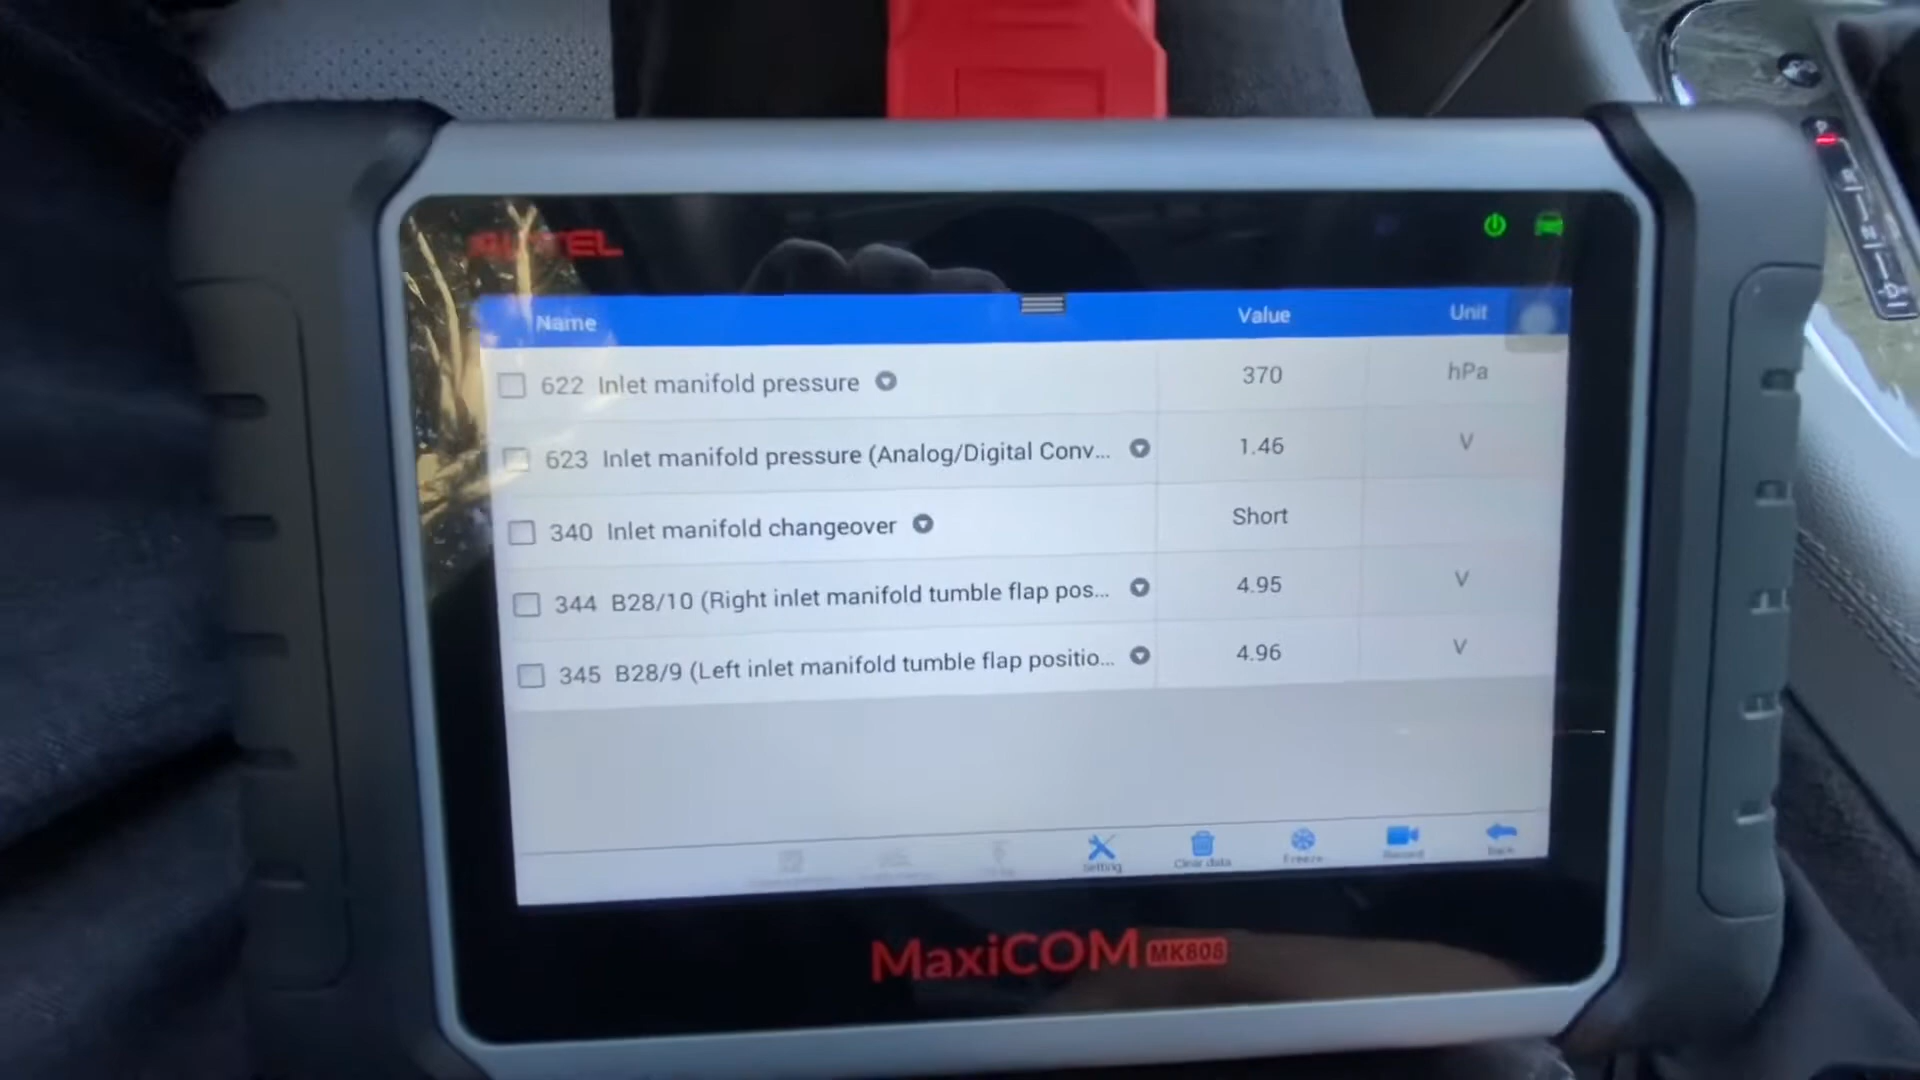 AUTEL
Name Value Unit
622 Inlet manifold pressure 370 hPa
623 Inlet manifold pressure (Analog/Digital Conv... 1.46 V
340 Inlet manifold changeover Short
344 B28/10 (Right inlet manifold tumble flap pos... 4.95 V
345 B28/9 (Left inlet manifold tumble flap positio... 4.96 V
Setting Clear data Freeze Record Back
MaxiCOM MK808